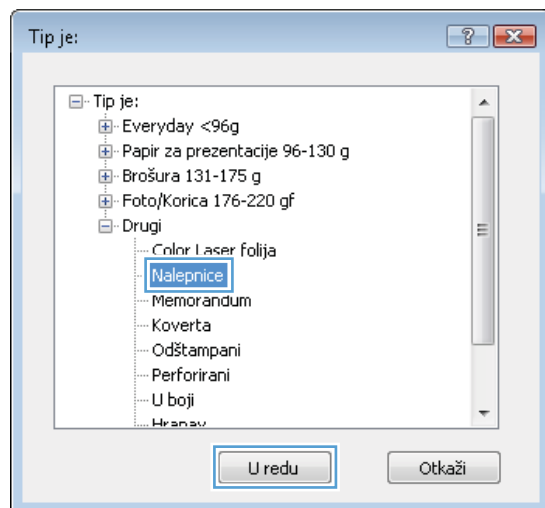 Tip je:
Tip je:
Everyday <96g
Papir za prezentacije 96-130 g
Brošura 131-175 g
Foto/Korica 176-220 gf
Drugi
Color Laser folija
Nalepnice
Memorandum
Koverta
Odštampani
Perforirani
U boji
Hrapav
U redu Otkaži